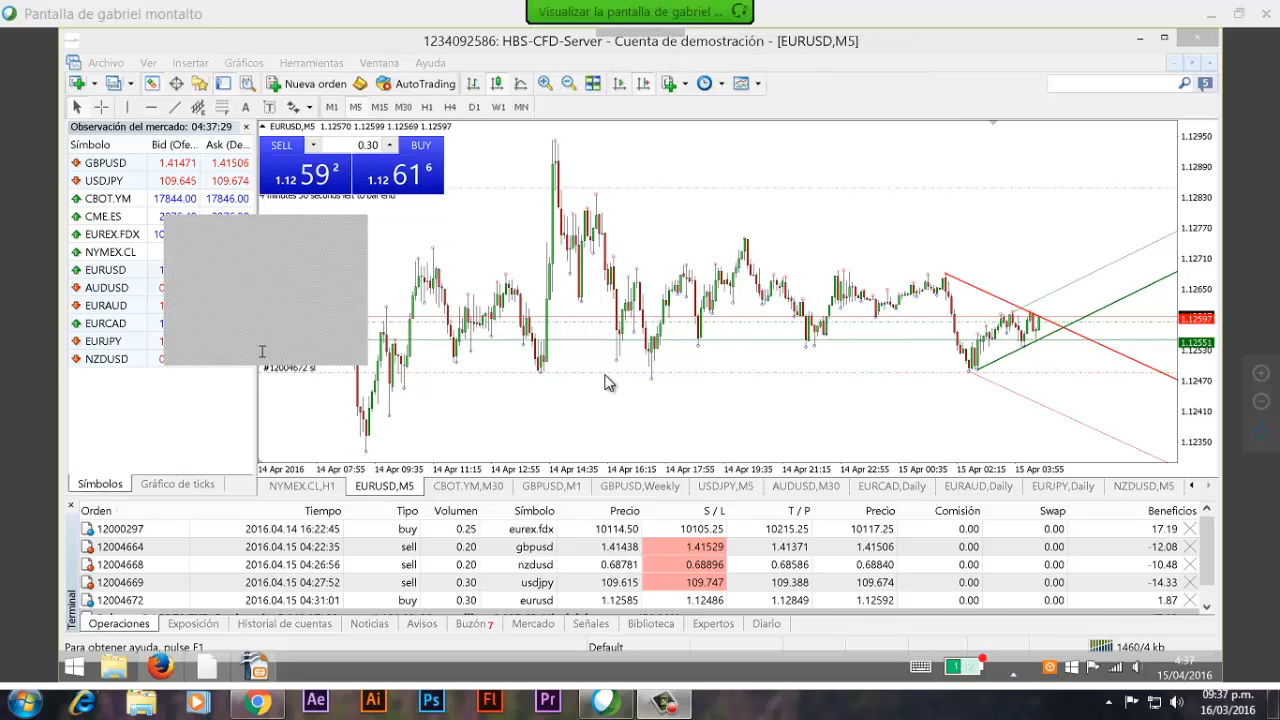 Pantalla de gabriel montalto
Visualizar la pantalla de gabriel ...
1234092586: HBS-CFD-Server - Cuenta de demostración - [EURUSD,M5]
Archivo Ver Insertar Gráficos Herramientas Ventana Ayuda
Nueva orden AutoTrading 5
A T M1 M5 M15 M30 H1 H4 D1 W1 MN
Observación del mercado: 04:37:29
Símbolo Bid (Ofe... Ask (De...
GBPUSD 1.41471 1.41506
USDJPY 109.645 109.674
CBOT.YM 17844.00 17846.00
CME.ES
EUREX.FDX
NYMEX.CL
EURUSD
AUDUSD
EURAUD
EURCAD
EURJPY
NZDUSD
Símbolos Gráfico de ticks
EURUSD,M5 1.12570 1.12599 1.12569 1.12597
SELL 0.30 BUY
1.12 59 2 1.12 61 6
4 minutes 30 seconds left to bar end
#12004672 sl
1.12950
1.12890
1.12830
1.12770
1.12710
1.12650
1.12597
1.12551
1.12530
1.12470
1.12410
1.12350
14 Apr 2016 14 Apr 07:55 14 Apr 09:35 14 Apr 11:15 14 Apr 12:55 14 Apr 14:35 14 Apr 16:15 14 Apr 17:55 14 Apr 19:35 14 Apr 21:15 14 Apr 22:55 15 Apr 00:35 15 Apr 02:15 15 Apr 03:55
NYMEX.CL,H1 EURUSD,M5 CBOT.YM,M30 GBPUSD,M1 GBPUSD,Weekly USDJPY,M5 AUDUSD,M30 EURCAD,Daily EURAUD,Daily EURJPY,Daily NZDUSD,M5
Orden Tiempo Tipo Volumen Símbolo Precio S / L T / P Precio Comisión Swap Beneficios
12000297 2016.04.14 16:22:45 buy 0.25 eurex.fdx 10114.50 10105.25 10215.25 10117.25 0.00 0.00 17.19
12004664 2016.04.15 04:22:35 sell 0.20 gbpusd 1.41438 1.41529 1.41371 1.41506 0.00 0.00 -12.08
12004668 2016.04.15 04:26:56 sell 0.20 nzdusd 0.68781 0.68896 0.68586 0.68840 0.00 0.00 -10.48
12004669 2016.04.15 04:27:52 sell 0.30 usdjpy 109.615 109.747 109.388 109.674 0.00 0.00 -14.33
12004672 2016.04.15 04:31:01 buy 0.30 eurusd 1.12585 1.12486 1.12849 1.12592 0.00 0.00 1.87
Terminal
Operaciones Exposición Historial de cuentas Noticias Avisos Buzón 7 Mercado Señales Biblioteca Expertos Diario
Para obtener ayuda, pulse F1 Default 1460/4 kb
1 2 4:37
15/04/2016
Ae Ai Ps Fl Pr
09:37 p.m.
16/03/2016